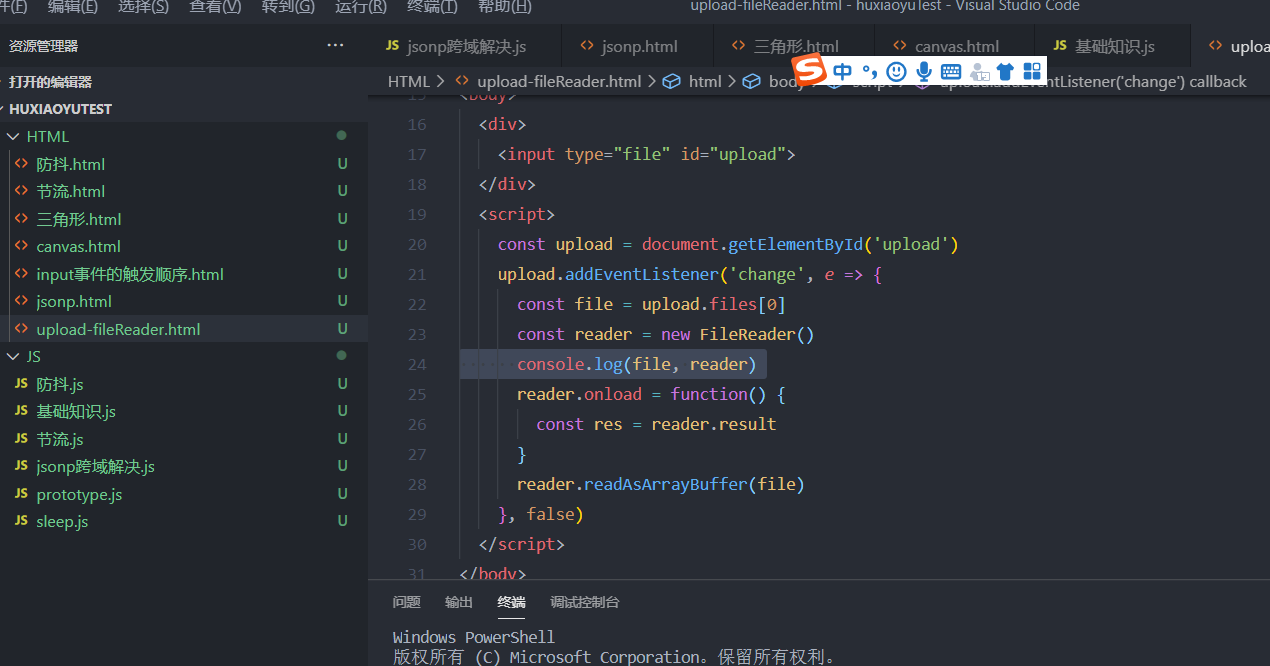 件(F) 编辑(E) 选择(S) 查看(V) 转到(G) 运行(R) 终端(T) 帮助(H) upload-fileReader.html - huxiaoyuTest - Visual Studio Code
资源管理器 ···
JS jsonp跨域解决.js <> jsonp.html <> 三角形.html <> canvas.html JS 基础知识.js <> uploa
打开的编辑器
HTML > <> upload-fileReader.html > html > body
upload.addEventListener('change') callback
中
HUXIAOYUTEST
HTML
<> 防抖.html U
<> 节流.html U
<> 三角形.html U
<> canvas.html U
<> input事件的触发顺序.html U
<> jsonp.html U
<> upload-fileReader.html U
JS
JS 防抖.js U
JS 基础知识.js U
JS 节流.js U
JS jsonp跨域解决.js U
JS prototype.js U
JS sleep.js U
15 <body>
16 <div>
17 <input type="file" id="upload">
18 </div>
19 <script>
20 const upload = document.getElementById('upload')
21 upload.addEventListener('change', e => {
22 const file = upload.files[0]
23 const reader = new FileReader()
24 console.log(file, reader)
25 reader.onload = function() {
26 const res = reader.result
27 }
28 reader.readAsArrayBuffer(file)
29 }, false)
30 </script>
31 </body>
问题 输出 终端 调试控制台
Windows PowerShell
版权所有 (C) Microsoft Corporation。保留所有权利。